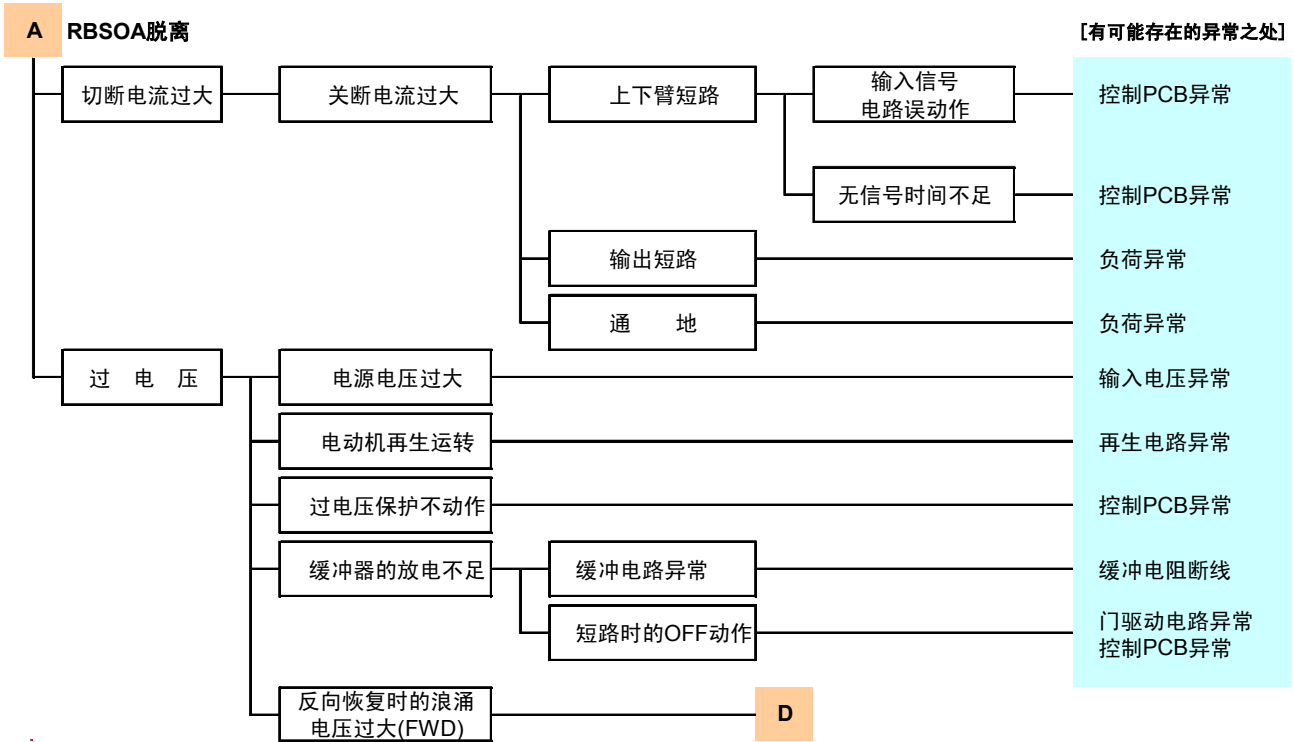 A RBSOA脱离
[有可能存在的异常之处]
切断电流过大 关断电流过大 上下臂短路 输入信号 控制PCB异常
电路误动作
无信号时间不足 控制PCB异常
输出短路 负荷异常
通 地 负荷异常
过 电 压 电源电压过大 输入电压异常
电动机再生运转 再生电路异常
过电压保护不动作 控制PCB异常
缓冲器的放电不足 缓冲电路异常 缓冲电阻断线
短路时的OFF动作 门驱动电路异常
控制PCB异常
反向恢复时的浪涌
电压过大(FWD)
D